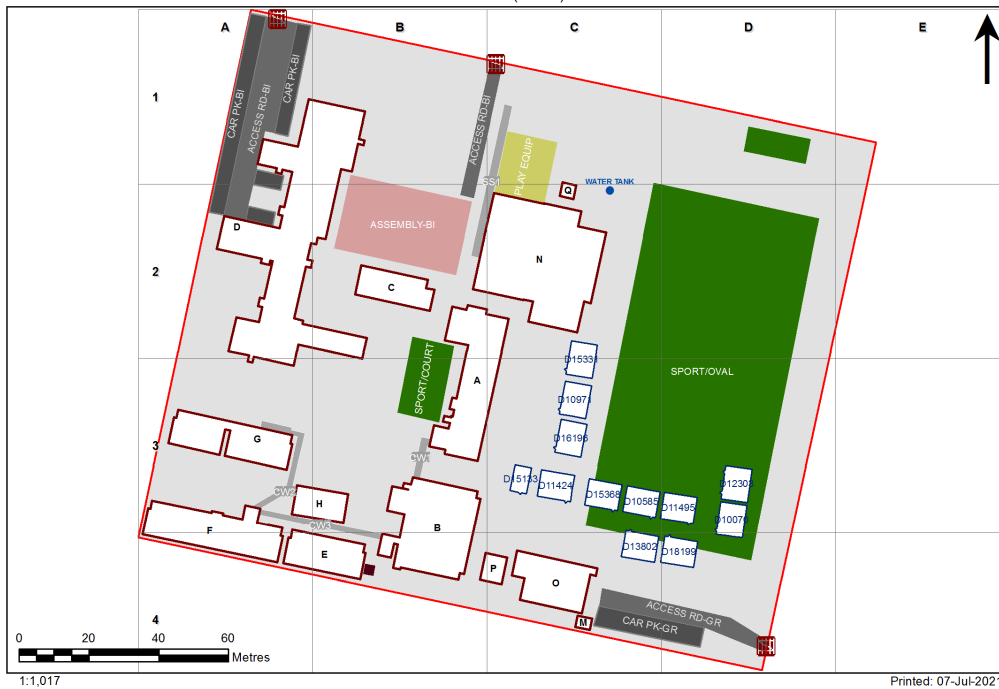 A
B
C
D
E
1
CAR PK-BI
ACCESS RD-BI
CAR PK-BI
ACCESS RD-BI
SS1
PLAY EQUIP
Q
WATER TANK
D
ASSEMBLY-BI
2
N
C
D15331
SPORT/COURT
A
D10971
SPORT/OVAL
D16196
3
G
CW1
D15133
D11424
D15368
D10585
D11495
D12303
D10070
CW2
H
CW3
F
E
B
P
O
D13802
D18199
M
ACCESS RD-GR
CAR PK-GR
4
0 20 40 60
Metres
1:1,017
Printed: 07-Jul-2021